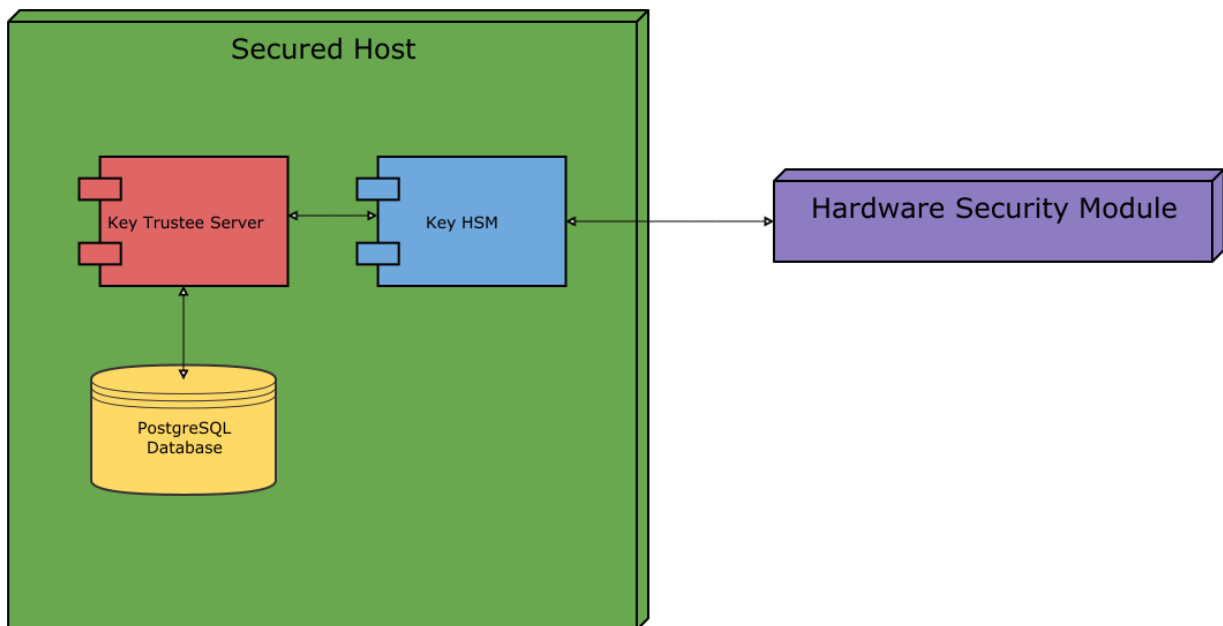 Secured Host
Key Trustee Server
Key HSM
Hardware Security Module
PostgreSQL
Database